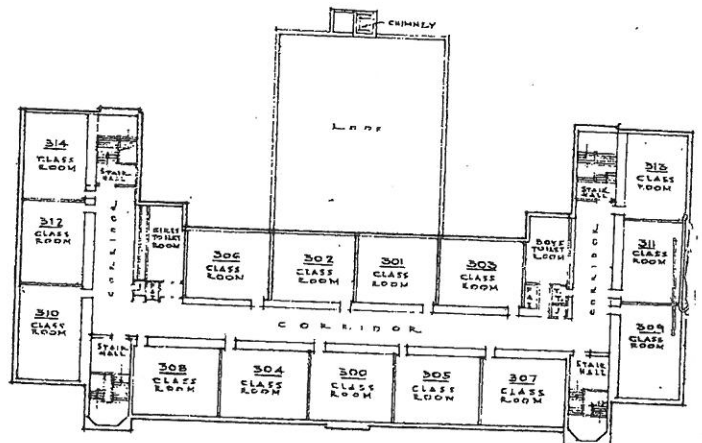 CHIMNEY
ROOF
314
CLASS
ROOM
STAIR
HALL
313
CLASS
ROOM
STAIR
HALL
312
CLASS
ROOM
CORRIDOR
GIRLS
TOILET
ROOM
306
CLASS
ROOM
302
CLASS
ROOM
301
CLASS
ROOM
303
CLASS
ROOM
BOYS
TOILET
ROOM
CORRIDOR
311
CLASS
ROOM
310
CLASS
ROOM
CORRIDOR
309
CLASS
ROOM
STAIR
HALL
308
CLASS
ROOM
304
CLASS
ROOM
300
CLASS
ROOM
305
CLASS
ROOM
307
CLASS
ROOM
STAIR
HALL